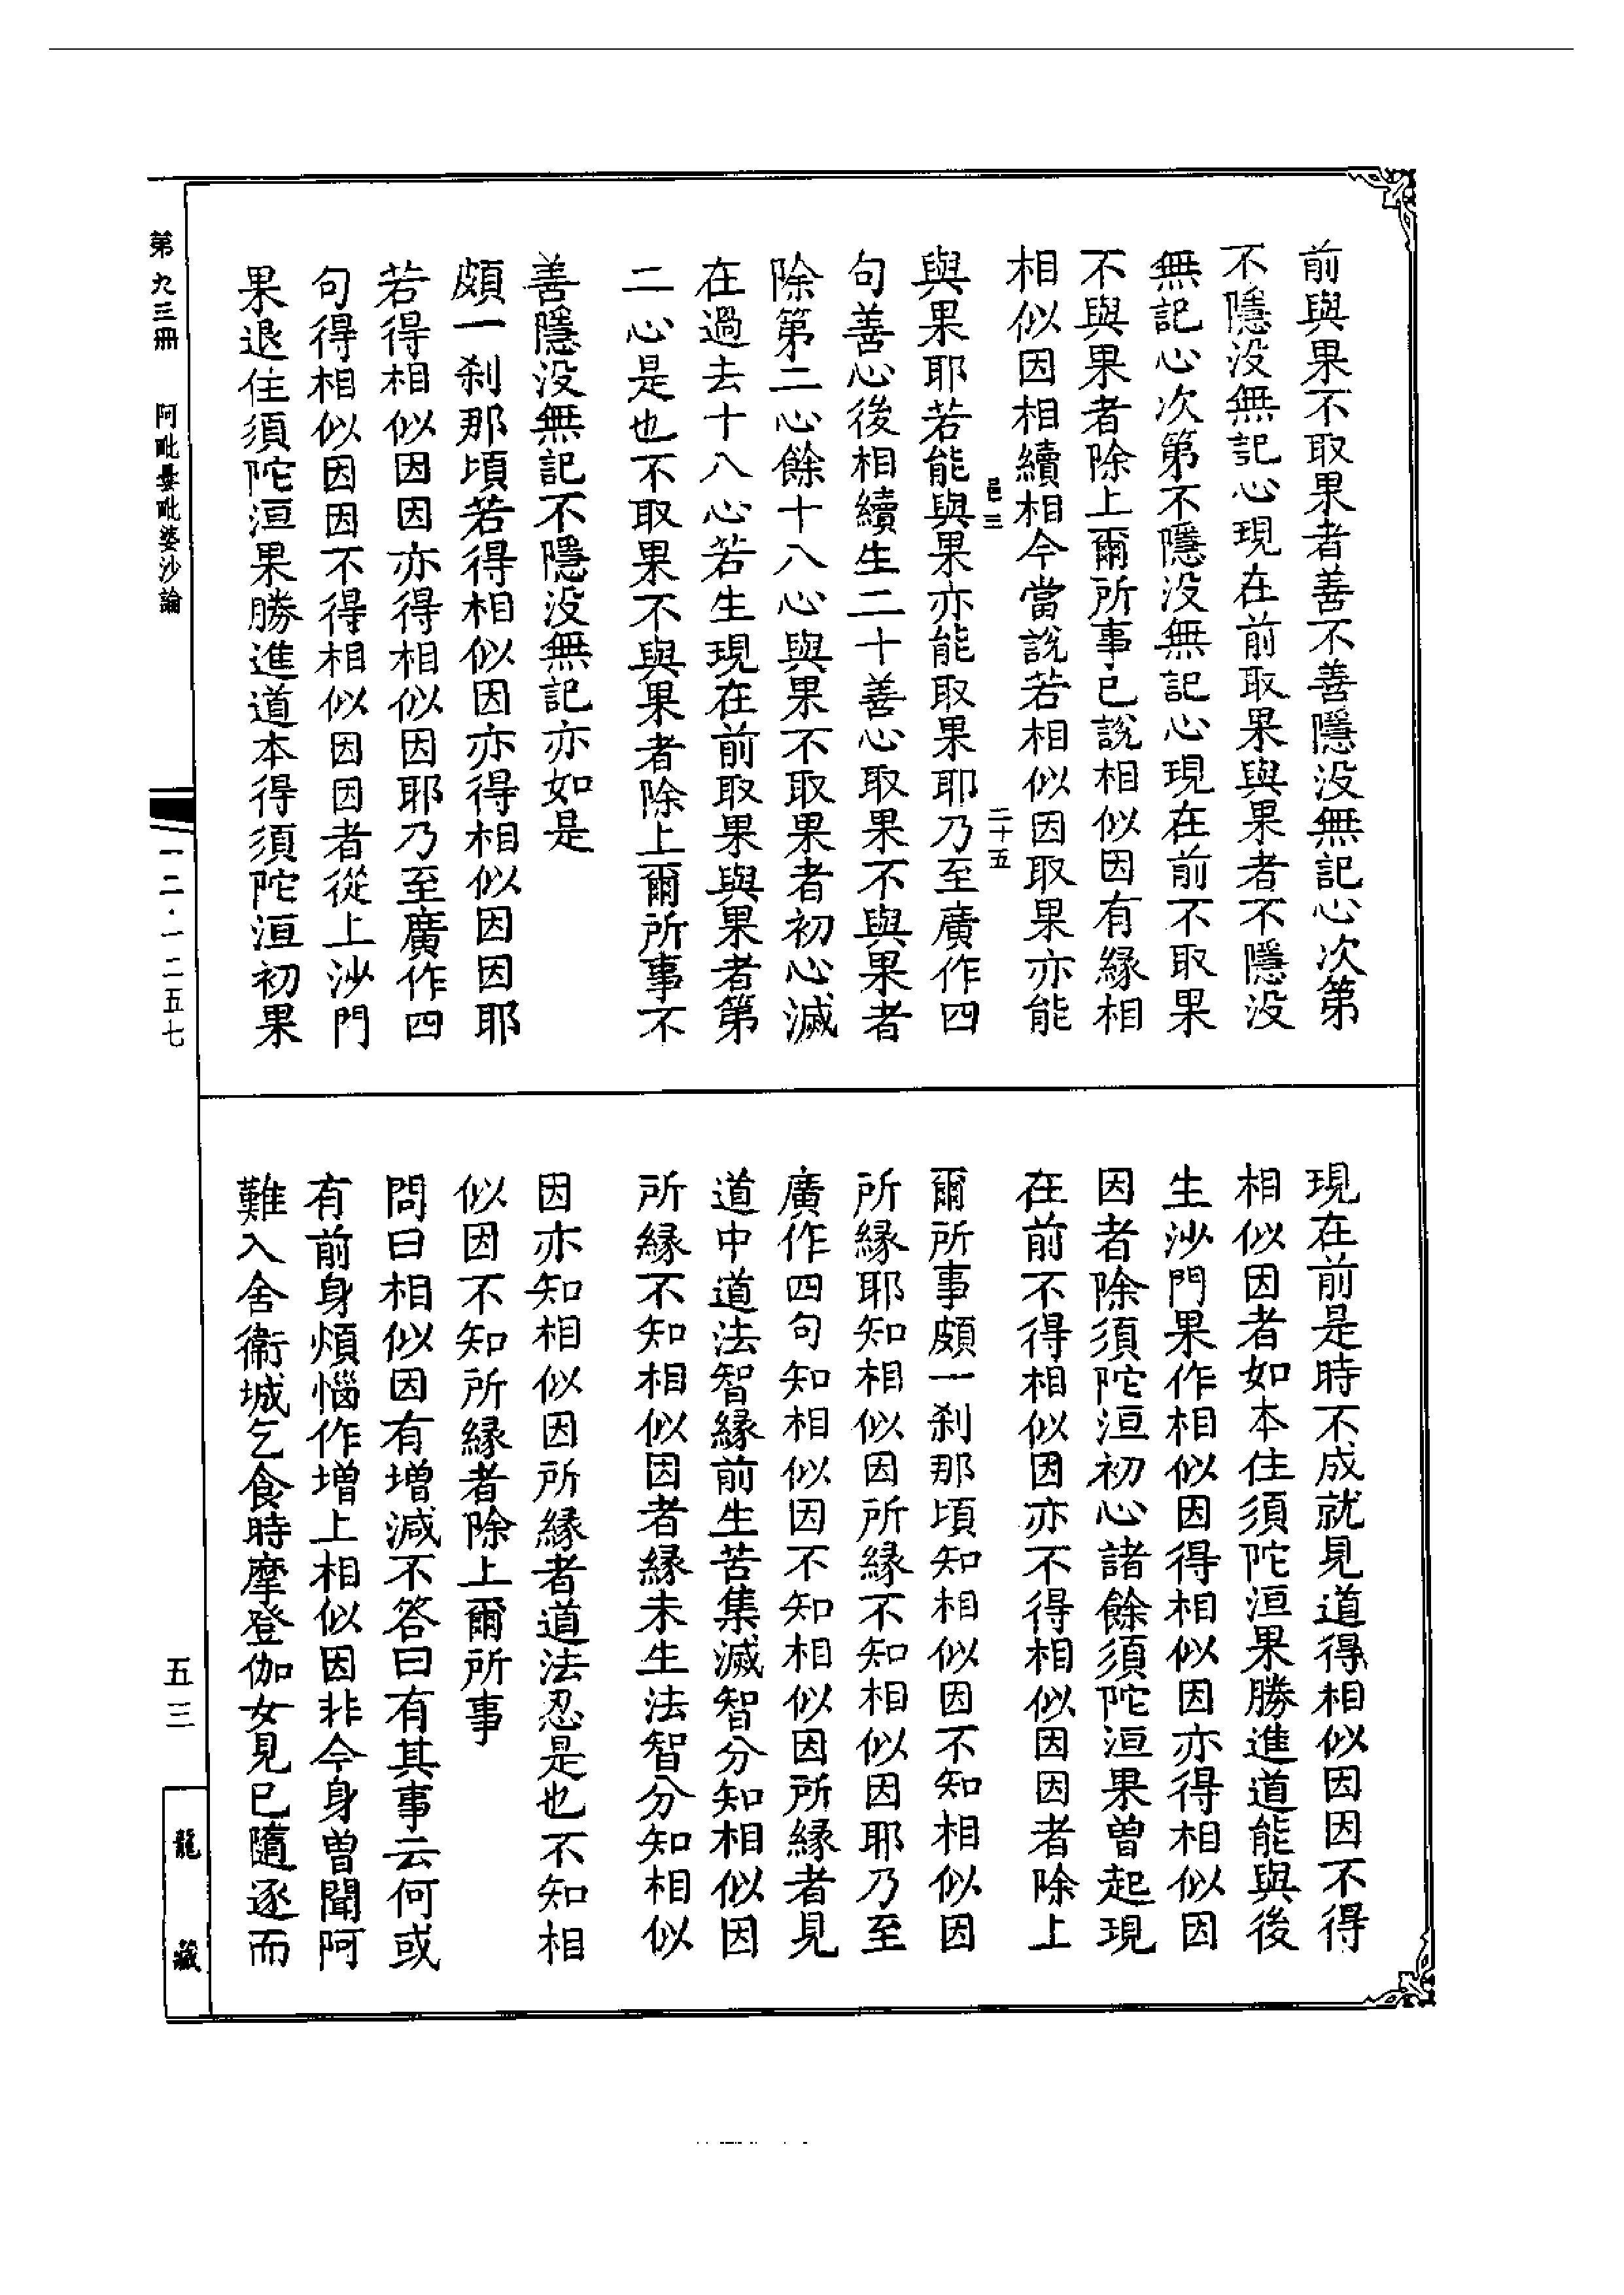 前與果不取果者善不善隱没無記心次第
不隱没無記心現在前取果與果者不隱没
無記心次第不隱没無記心現在前不取果
不與果者除上爾所事已說相似因有緣相
相似因相續相今當說若相似因取果亦能
邑三
二十五
與果耶若能與果亦能取果耶乃至廣作四
句善心後相續生二十善心取果不與果者
除第二心餘十八心與果不取果者初心滅
在過去十八心若生現在前取果與果者第
二心是也不取果不與果者除上爾所事不
善隱没無記不隱没無記亦如是
頗一刹那頃若得相似因亦得相似因因耶
若得相似因因亦得相似因耶乃至廣作四
句得相似因因不得相似因因者從上沙門
果退住須陀洹果勝進道本得須陀洹初果
現在前是時不成就見道得相似因因不得
相似因者如本住須陀洹果勝進道能與後
生沙門果作相似因得相似因亦得相似因
因者除須陀洹初心諸餘須陀洹果曾起現
在前不得相似因亦不得相似因因者除上
爾所事頗一刹那頃知相似因不知相似因
所緣耶知相似因所緣不知相似因耶乃至
廣作四句知相似因不知相似因所緣者見
道中道法智緣前生苦集滅智分知相似因
所緣不知相似因者緣未生法智分知相似
因亦知相似因所緣者道法忍是也不知相
似因不知所緣者除上爾所事
問曰相似因有增減不答曰有其事云何或
有前身煩惱作增上相似因非今身曾聞阿
難入舍衛城乞食時摩登伽女見已隨逐而
第九三冊
阿毗曇毗婆沙論
一二·一二五七
五三
龍藏